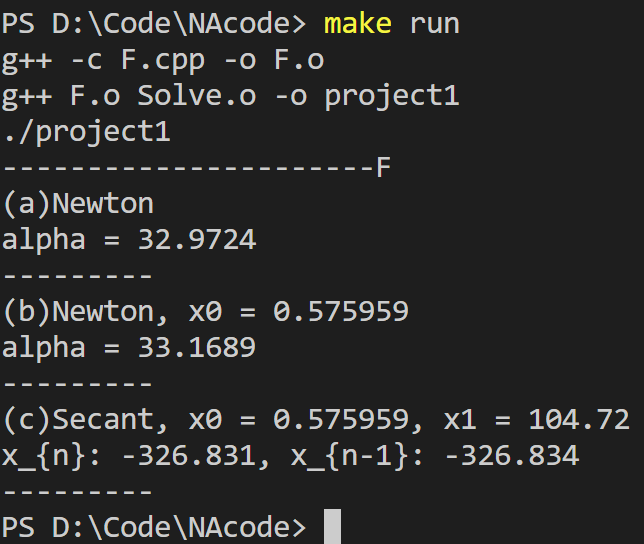 PS D:\Code\NAcode> make run
g++ -c F.cpp -o F.o
g++ F.o Solve.o -o project1
./project1
----------------------F
(a)Newton
alpha = 32.9724
---------
(b)Newton, x0 = 0.575959
alpha = 33.1689
---------
(c)Secant, x0 = 0.575959, x1 = 104.72
x_{n}: -326.831, x_{n-1}: -326.834
---------
PS D:\Code\NAcode>